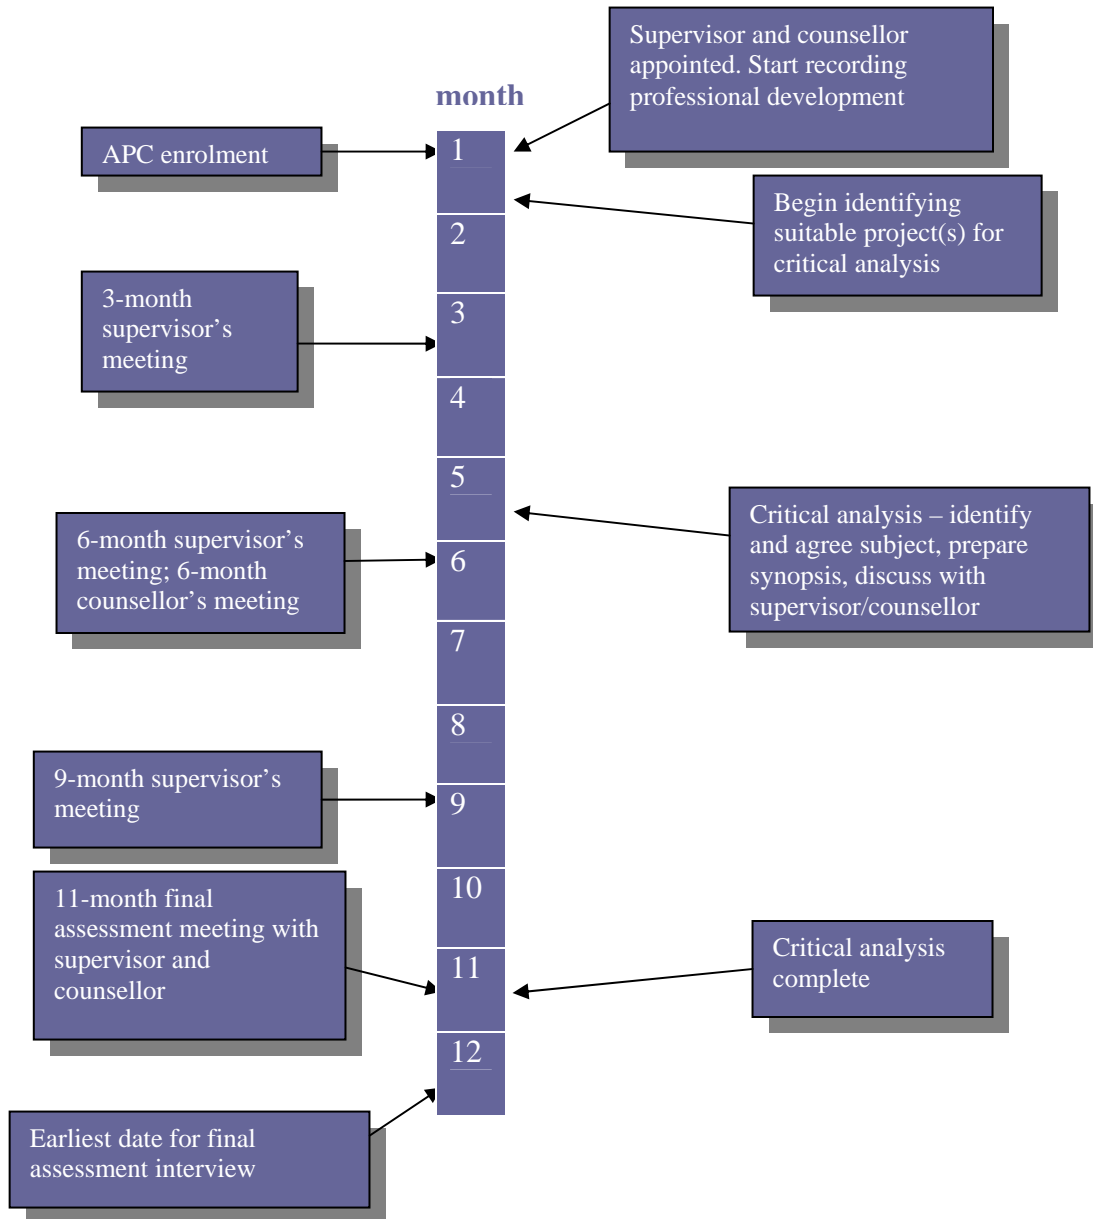 Supervisor and counsellor
appointed. Start recording
professional development
month
APC enrolment
1
Begin identifying
suitable project(s) for
critical analysis
2
3-month
supervisor’s
meeting
3
4
5
Critical analysis – identify
and agree subject, prepare
synopsis, discuss with
supervisor/counsellor
6-month supervisor’s
meeting; 6-month
counsellor’s meeting
6
7
8
9-month supervisor’s
meeting
9
10
11-month final
assessment meeting with
supervisor and
counsellor
11
Critical analysis
complete
12
Earliest date for final
assessment interview